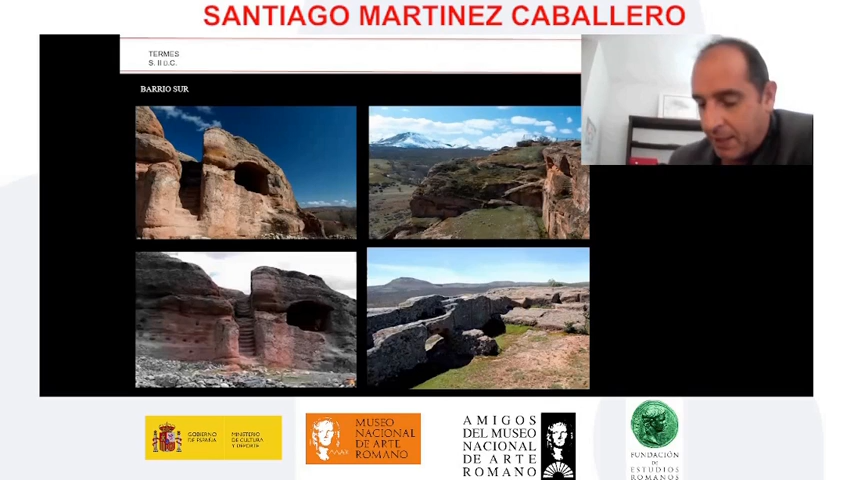 SANTIAGO MARTINEZ CABALLERO
TERMES
S. II D.C.
BARRIO SUR
GOBIERNO
DE ESPAÑA
MINISTERIO
DE CULTURA
Y DEPORTE
MUSEO
NACIONAL
DE ARTE
ROMANO
AMIGOS
DEL MUSEO
NACIONAL
DE ARTE
ROMANO
FUNDACIÓN
DE
ESTUDIOS
ROMANOS